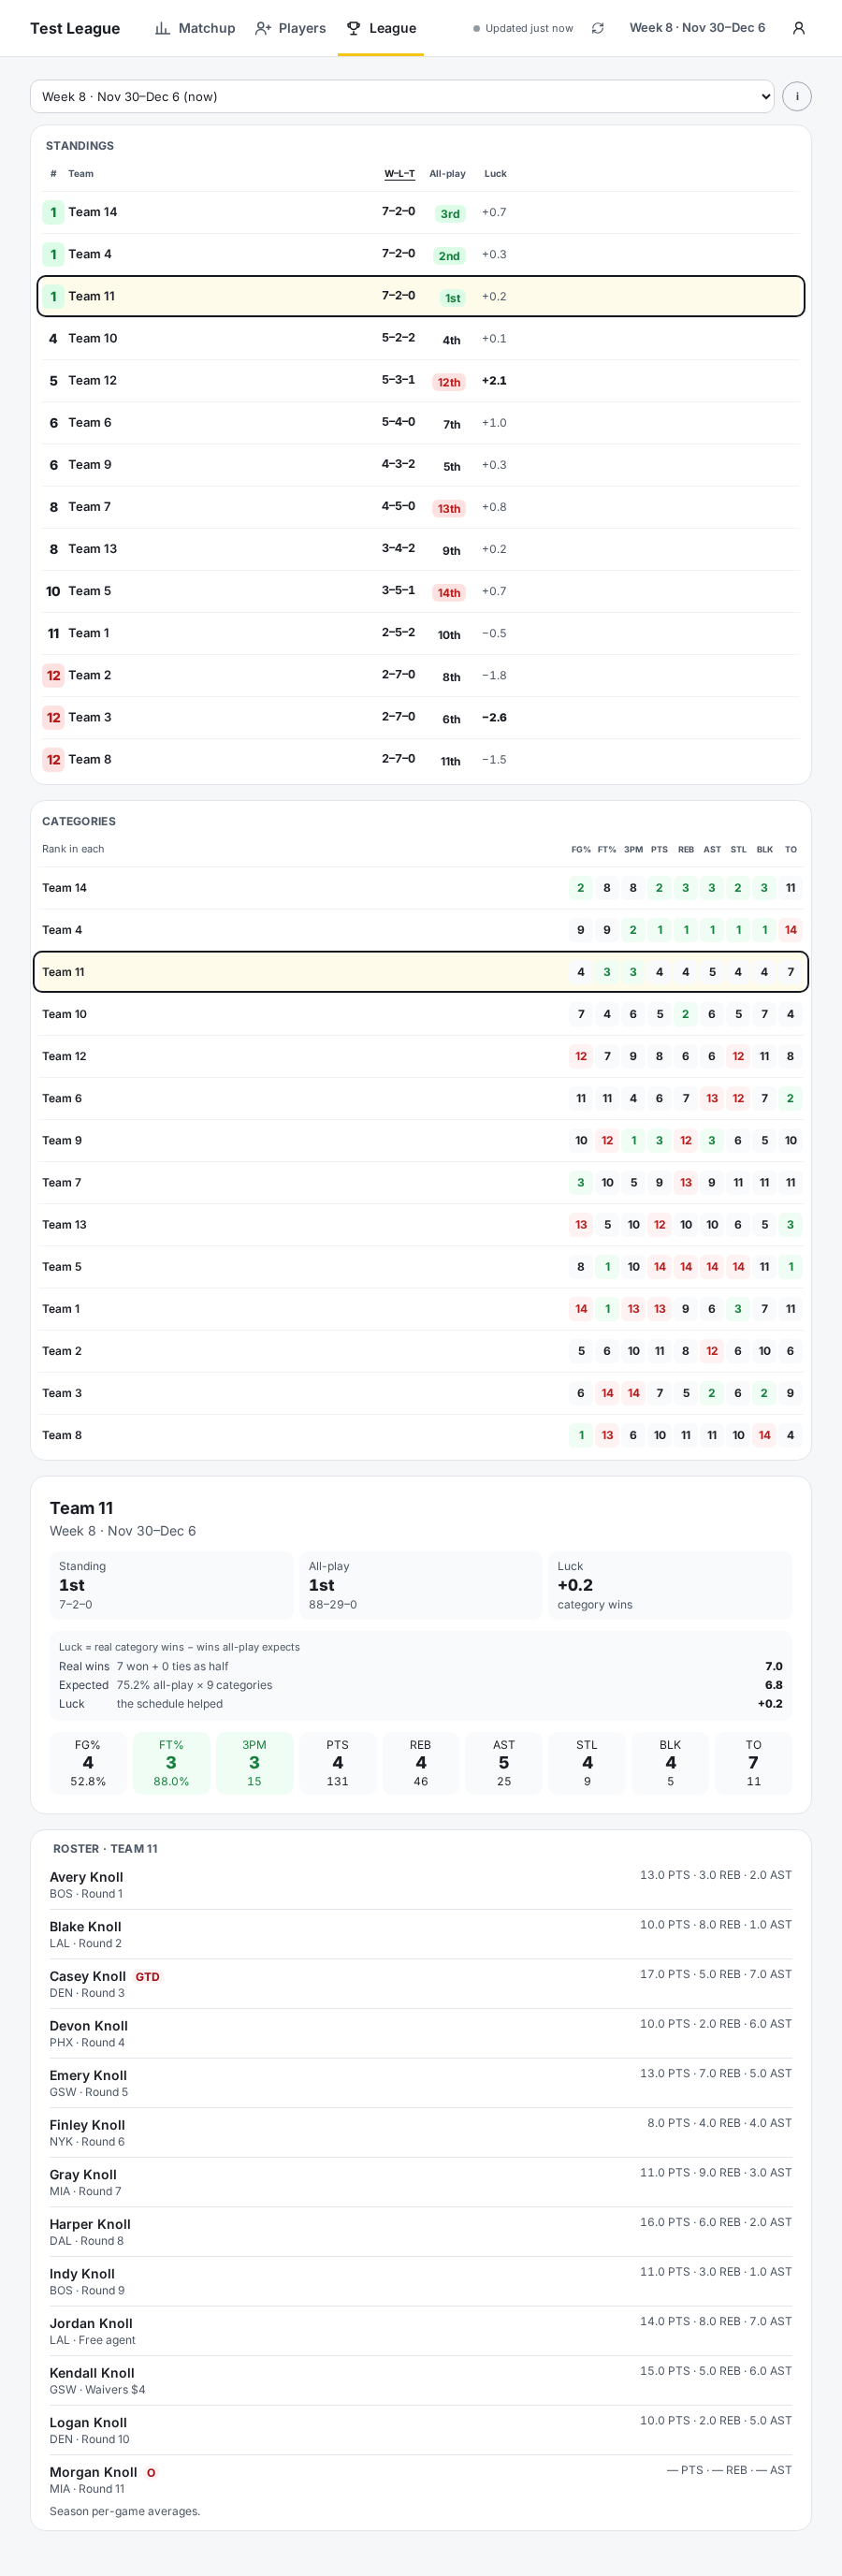 Test League Matchup Players League Updated just now Week 8 · Nov 30–Dec 6
Week 8 · Nov 30–Dec 6 (now) i
STANDINGS
# Team W–L–T All-play Luck
1 Team 14 7–2–0 3rd +0.7
1 Team 4 7–2–0 2nd +0.3
1 Team 11 7–2–0 1st +0.2
4 Team 10 5–2–2 4th +0.1
5 Team 12 5–3–1 12th +2.1
6 Team 6 5–4–0 7th +1.0
6 Team 9 4–3–2 5th +0.3
8 Team 7 4–5–0 13th +0.8
8 Team 13 3–4–2 9th +0.2
10 Team 5 3–5–1 14th +0.7
11 Team 1 2–5–2 10th −0.5
12 Team 2 2–7–0 8th −1.8
12 Team 3 2–7–0 6th −2.6
12 Team 8 2–7–0 11th −1.5
CATEGORIES
Rank in each FG% FT% 3PM PTS REB AST STL BLK TO
Team 14 2 8 8 2 3 3 2 3 11
Team 4 9 9 2 1 1 1 1 1 14
Team 11 4 3 3 4 4 5 4 4 7
Team 10 7 4 6 5 2 6 5 7 4
Team 12 12 7 9 8 6 6 12 11 8
Team 6 11 11 4 6 7 13 12 7 2
Team 9 10 12 1 3 12 3 6 5 10
Team 7 3 10 5 9 13 9 11 11 11
Team 13 13 5 10 12 10 10 6 5 3
Team 5 8 1 10 14 14 14 14 11 1
Team 1 14 1 13 13 9 6 3 7 11
Team 2 5 6 10 11 8 12 6 10 6
Team 3 6 14 14 7 5 2 6 2 9
Team 8 1 13 6 10 11 11 10 14 4
Team 11
Week 8 · Nov 30–Dec 6
Standing All-play Luck
1st 1st +0.2
7–2–0 88–29–0 category wins
Luck = real category wins − wins all-play expects
Real wins 7 won + 0 ties as half 7.0
Expected 75.2% all-play × 9 categories 6.8
Luck the schedule helped +0.2
FG% FT% 3PM PTS REB AST STL BLK TO
4 3 3 4 4 5 4 4 7
52.8% 88.0% 15 131 46 25 9 5 11
ROSTER · TEAM 11
Avery Knoll 13.0 PTS · 3.0 REB · 2.0 AST
BOS · Round 1
Blake Knoll 10.0 PTS · 8.0 REB · 1.0 AST
LAL · Round 2
Casey Knoll GTD 17.0 PTS · 5.0 REB · 7.0 AST
DEN · Round 3
Devon Knoll 10.0 PTS · 2.0 REB · 6.0 AST
PHX · Round 4
Emery Knoll 13.0 PTS · 7.0 REB · 5.0 AST
GSW · Round 5
Finley Knoll 8.0 PTS · 4.0 REB · 4.0 AST
NYK · Round 6
Gray Knoll 11.0 PTS · 9.0 REB · 3.0 AST
MIA · Round 7
Harper Knoll 16.0 PTS · 6.0 REB · 2.0 AST
DAL · Round 8
Indy Knoll 11.0 PTS · 3.0 REB · 1.0 AST
BOS · Round 9
Jordan Knoll 14.0 PTS · 8.0 REB · 7.0 AST
LAL · Free agent
Kendall Knoll 15.0 PTS · 5.0 REB · 6.0 AST
GSW · Waivers $4
Logan Knoll 10.0 PTS · 2.0 REB · 5.0 AST
DEN · Round 10
Morgan Knoll O — PTS · — REB · — AST
MIA · Round 11
Season per-game averages.